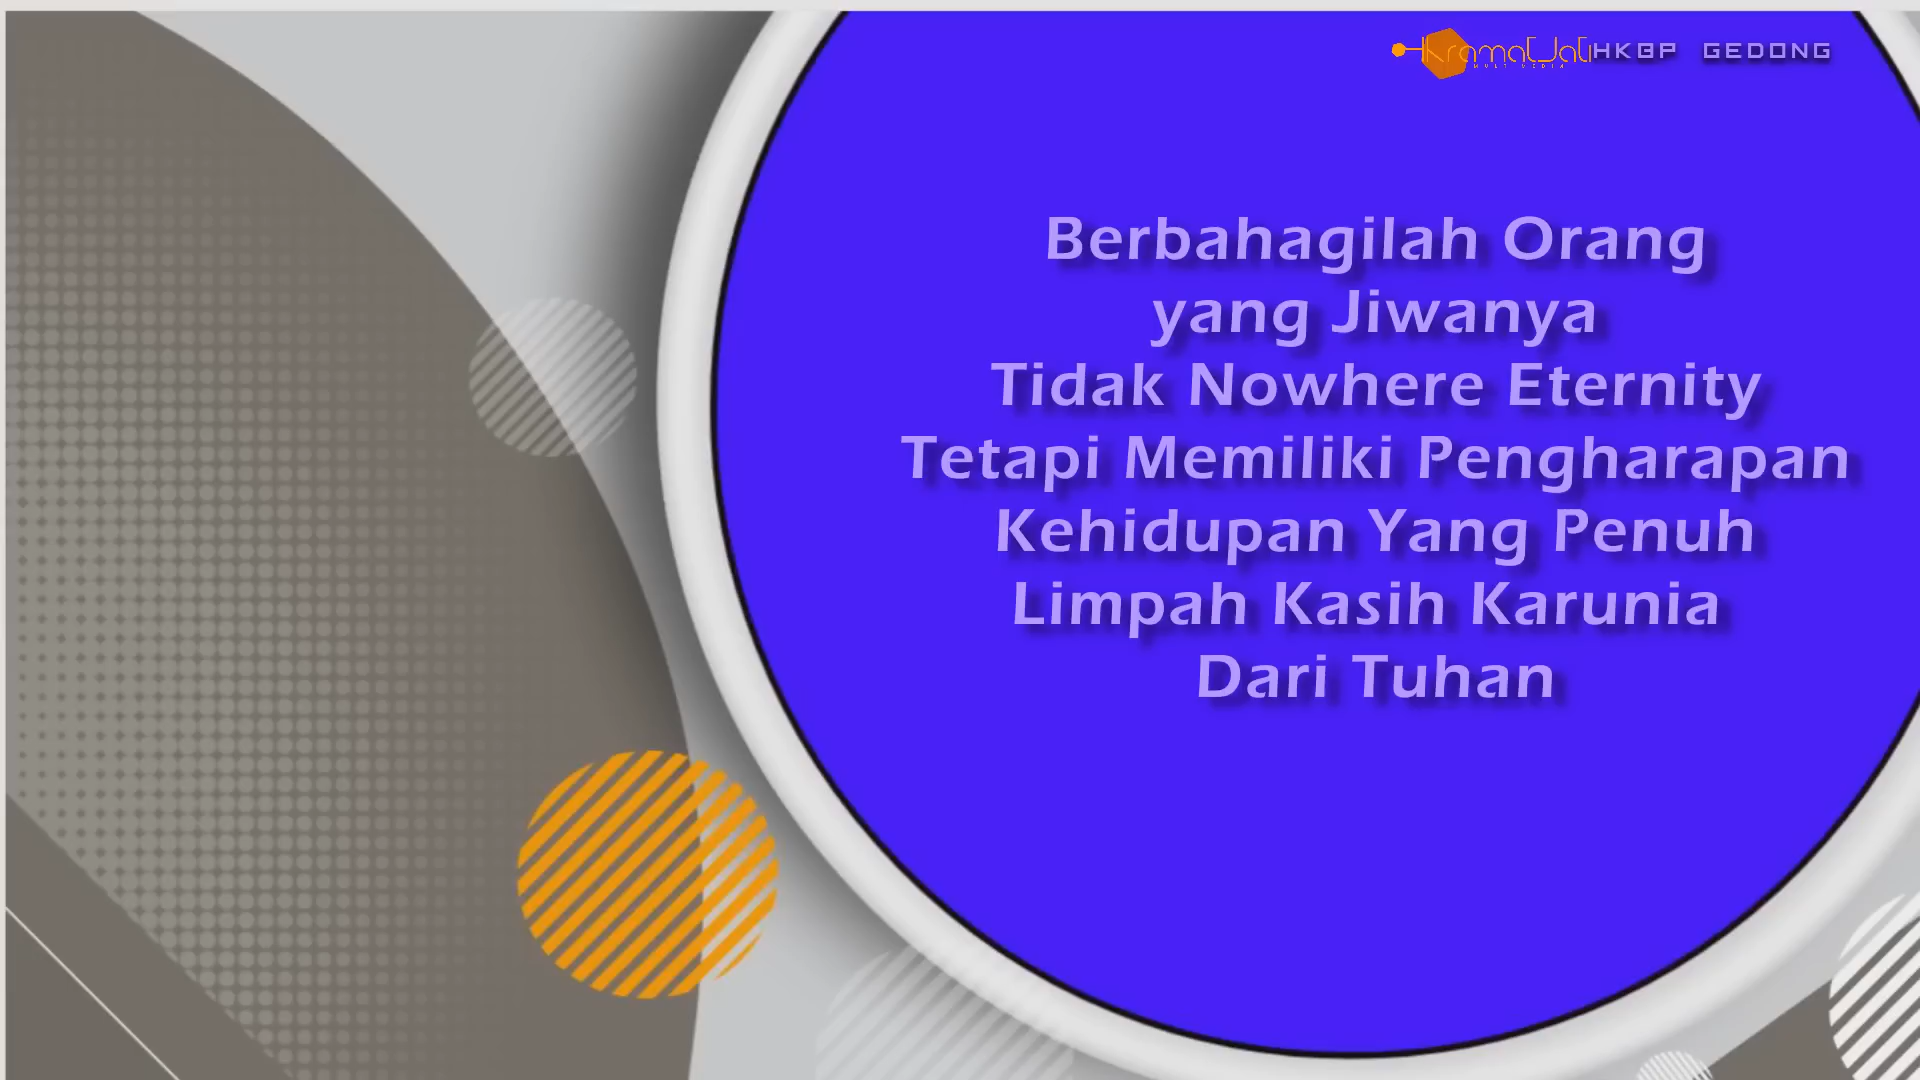 KramatJati HKBP GEDONG
MULTIMEDIA
Berbahagilah Orang
yang Jiwanya
Tidak Nowhere Eternity
Tetapi Memiliki Pengharapan
Kehidupan Yang Penuh
Limpah Kasih Karunia
Dari Tuhan